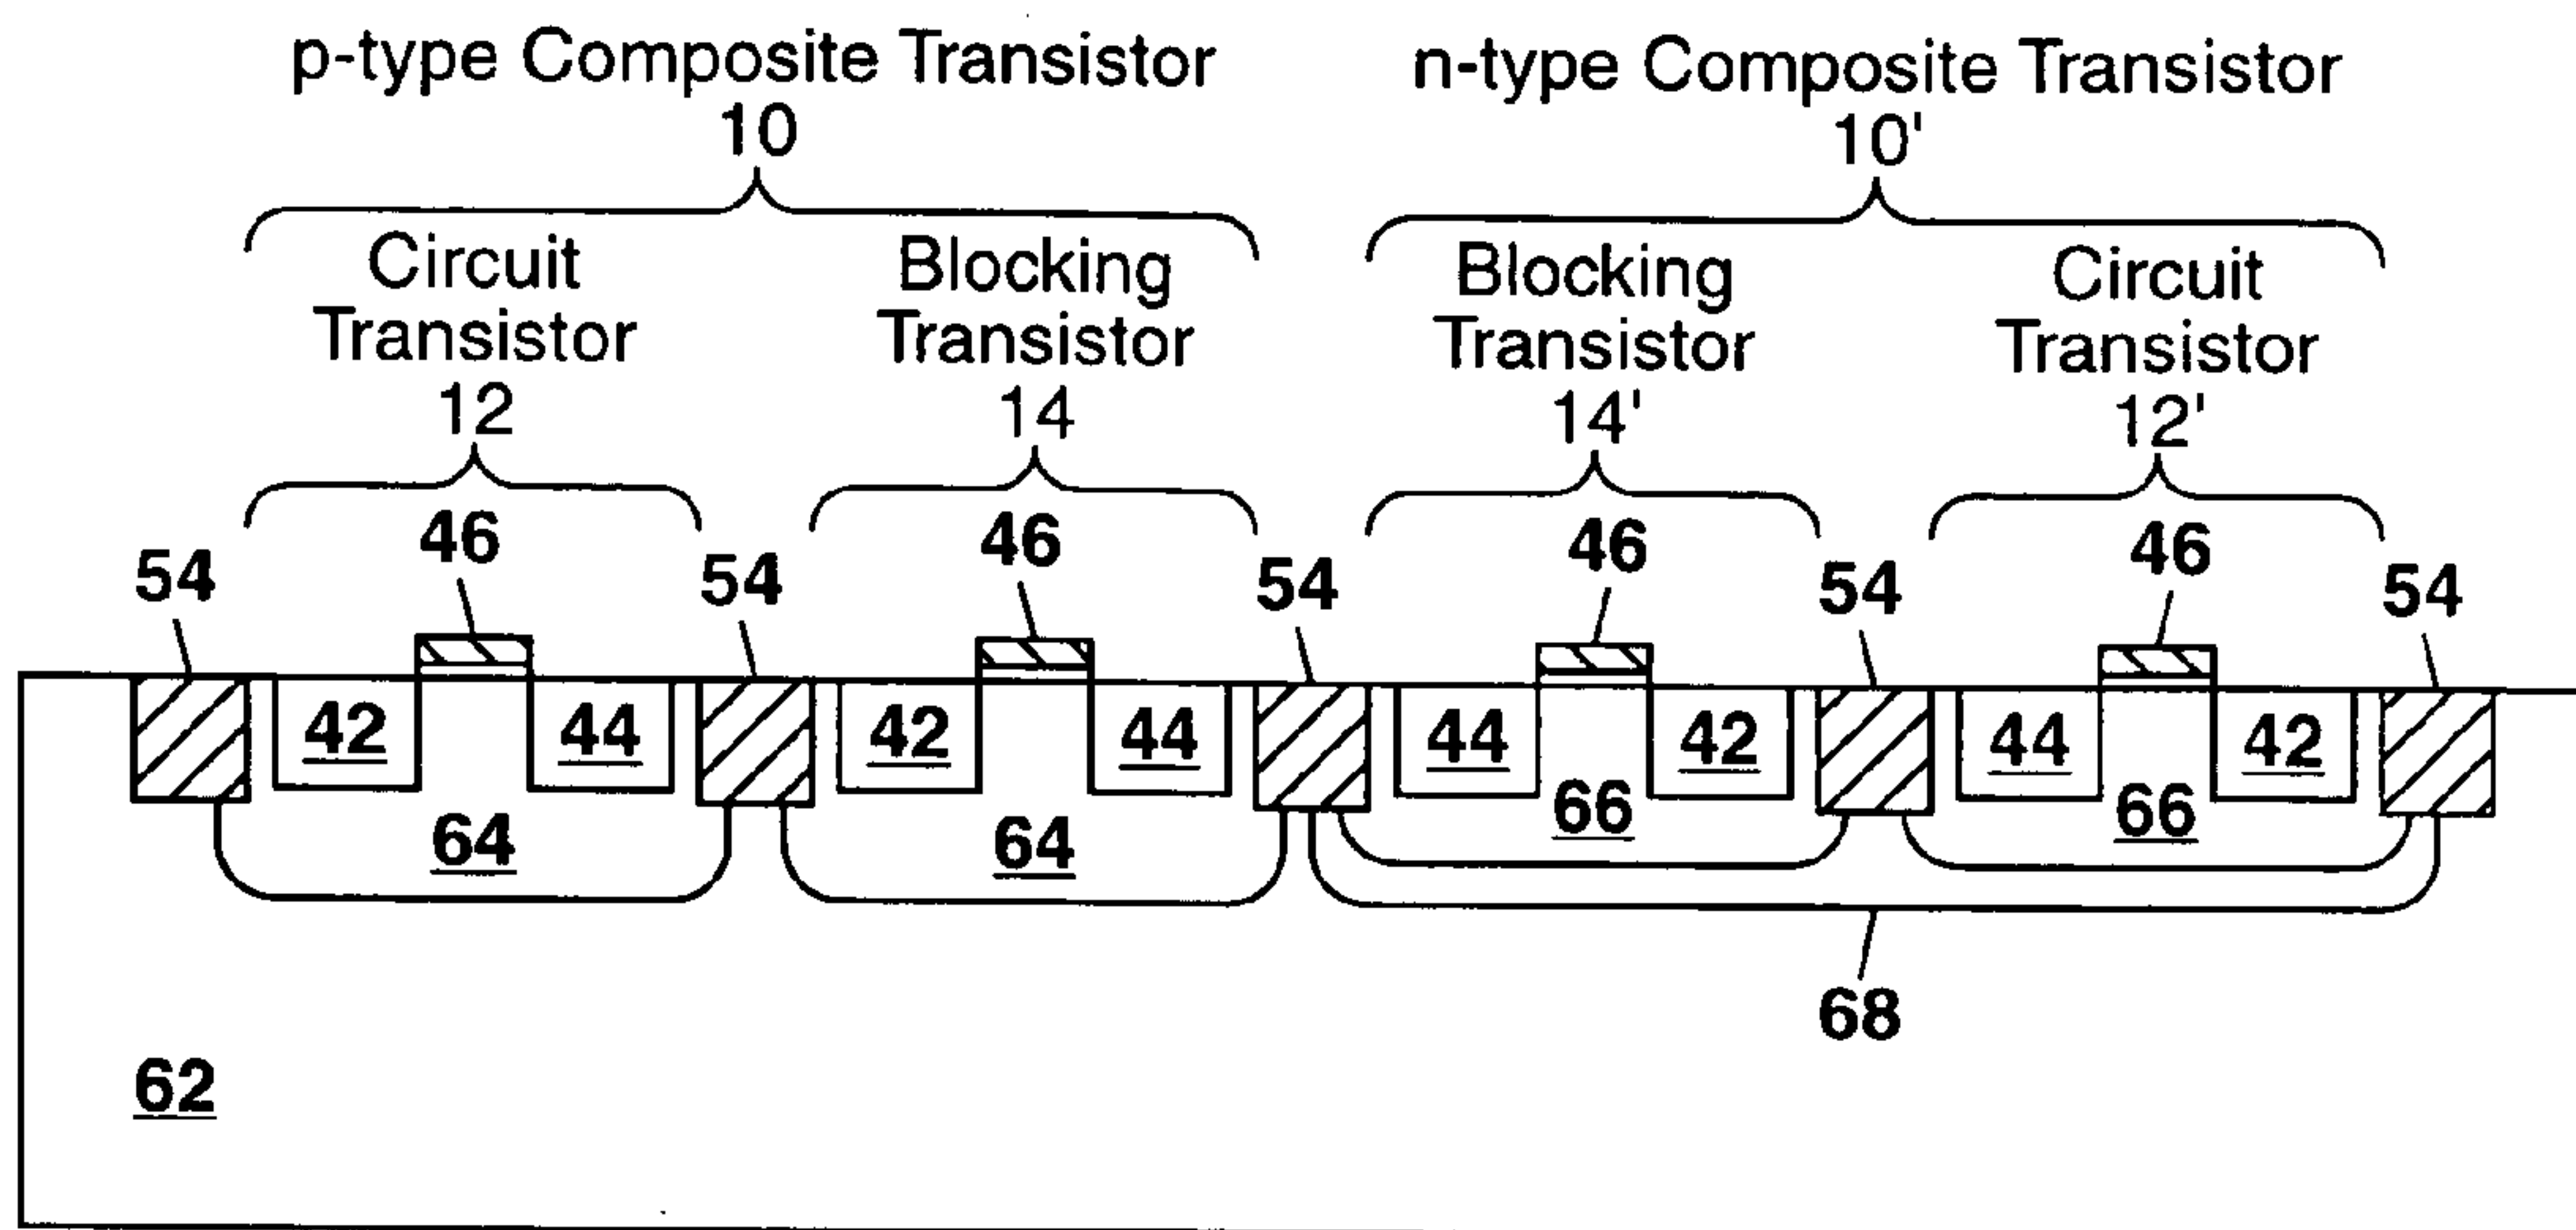 p-type Composite Transistor
10
n-type Composite Transistor
10'
Circuit
Transistor
12
Blocking
Transistor
14
Blocking
Transistor
14'
Circuit
Transistor
12'
54
46
54
46
54
46
54
46
54
42
44
42
44
44
42
44
42
64
64
66
66
68
62